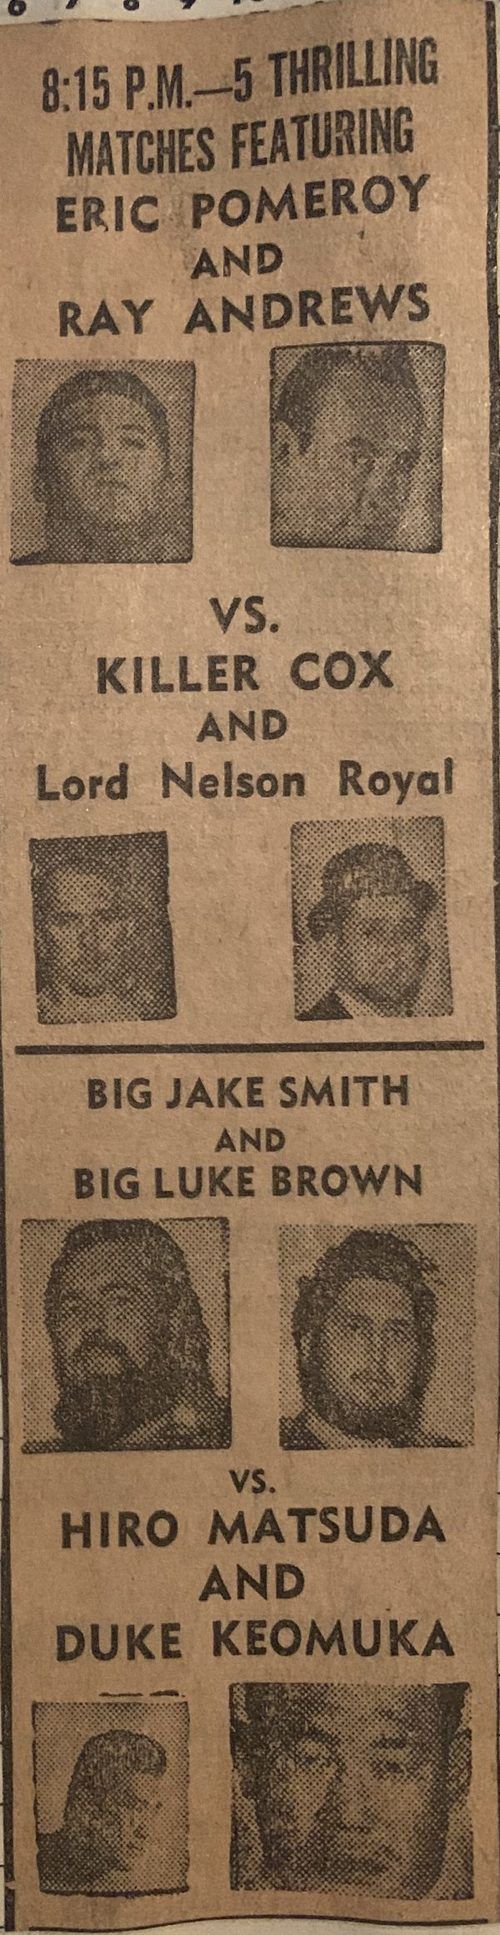 8:15 P.M.—5 THRILLING
MATCHES FEATURING
ERIC POMEROY
AND
RAY ANDREWS
VS.
KILLER COX
AND
Lord Nelson Royal
BIG JAKE SMITH
AND
BIG LUKE BROWN
VS.
HIRO MATSUDA
AND
DUKE KEOMUKA